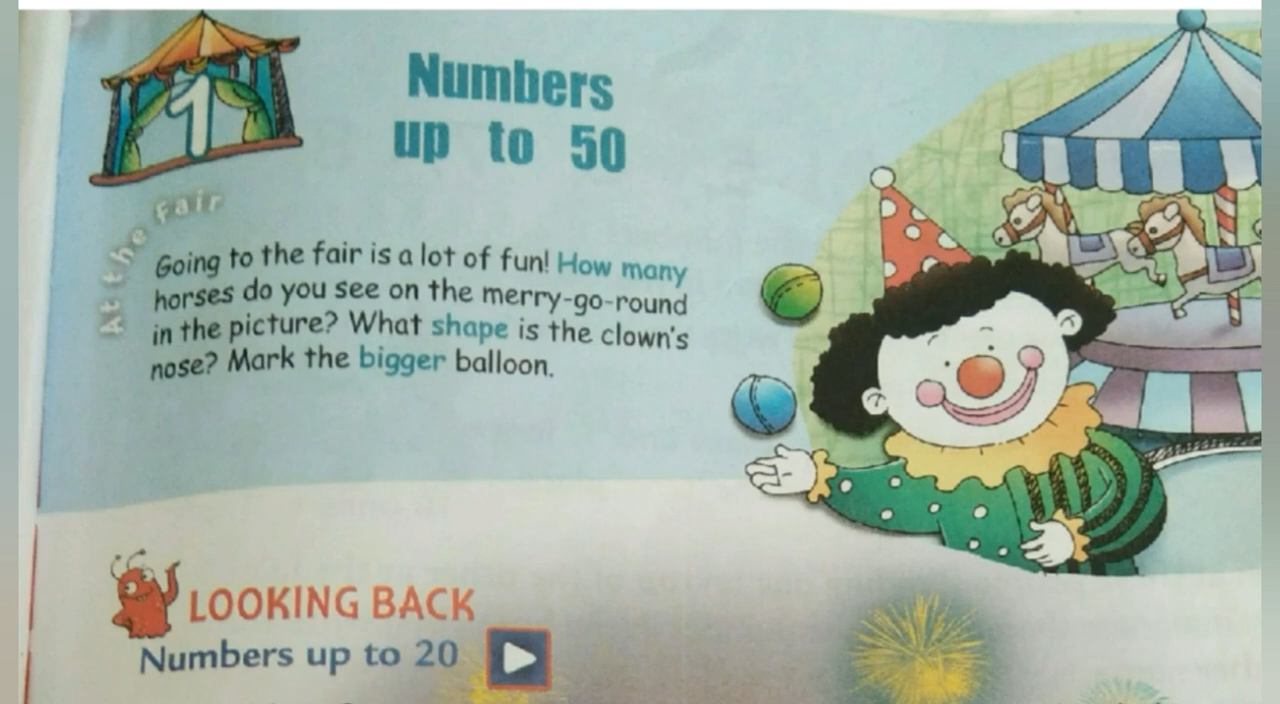 1
Numbers
up to 50
At the Fair
Going to the fair is a lot of fun! How many
horses do you see on the merry-go-round
in the picture? What shape is the clown's
nose? Mark the bigger balloon.
LOOKING BACK
Numbers up to 20